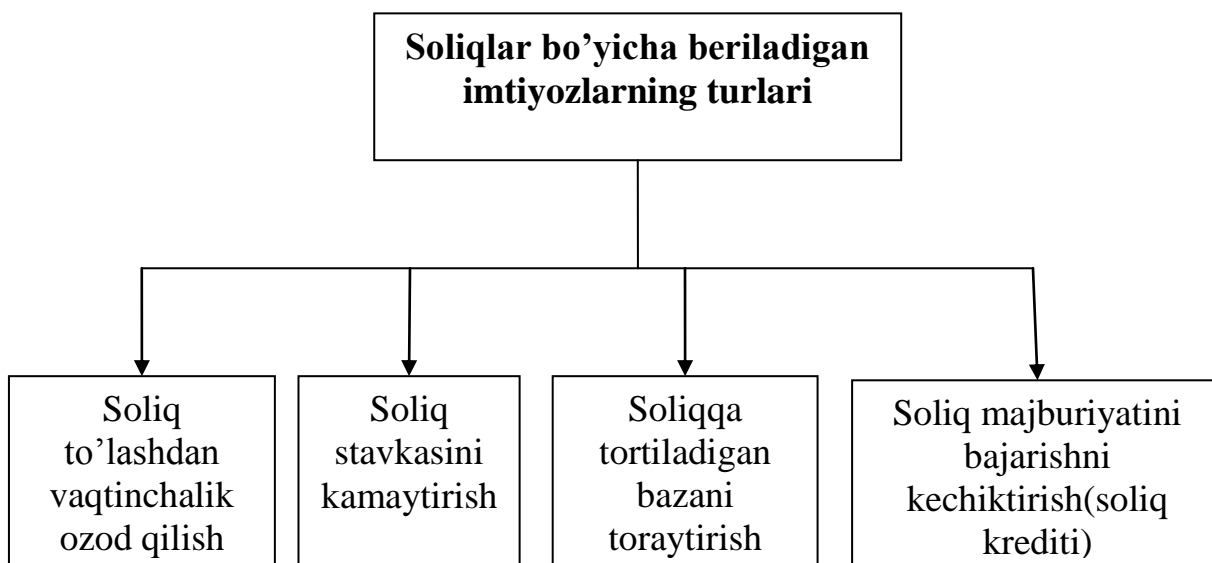 Soliqlar bo’yicha beriladigan
imtiyozlarning turlari
Soliq
to’lashdan
vaqtinchalik
ozod qilish
Soliq
stavkasini
kamaytirish
Soliqqa
tortiladigan
bazani
toraytirish
Soliq majburiyatini
bajarishni
kechiktirish(soliq
krediti)